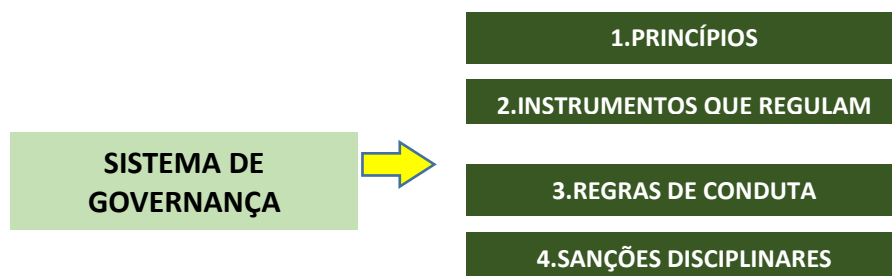 SISTEMA DE
GOVERNANÇA
1.PRINCÍPIOS
2.INSTRUMENTOS QUE REGULAM
3.REGRAS DE CONDUTA
4.SANÇÕES DISCIPLINARES